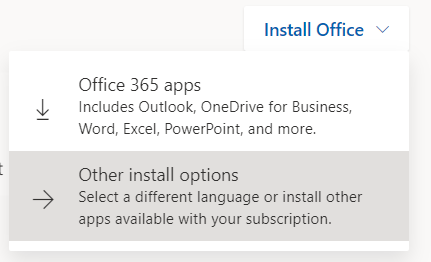 Install Office
Office 365 apps
Includes Outlook, OneDrive for Business,
Word, Excel, PowerPoint, and more.
Other install options
Select a different language or install other
apps available with your subscription.